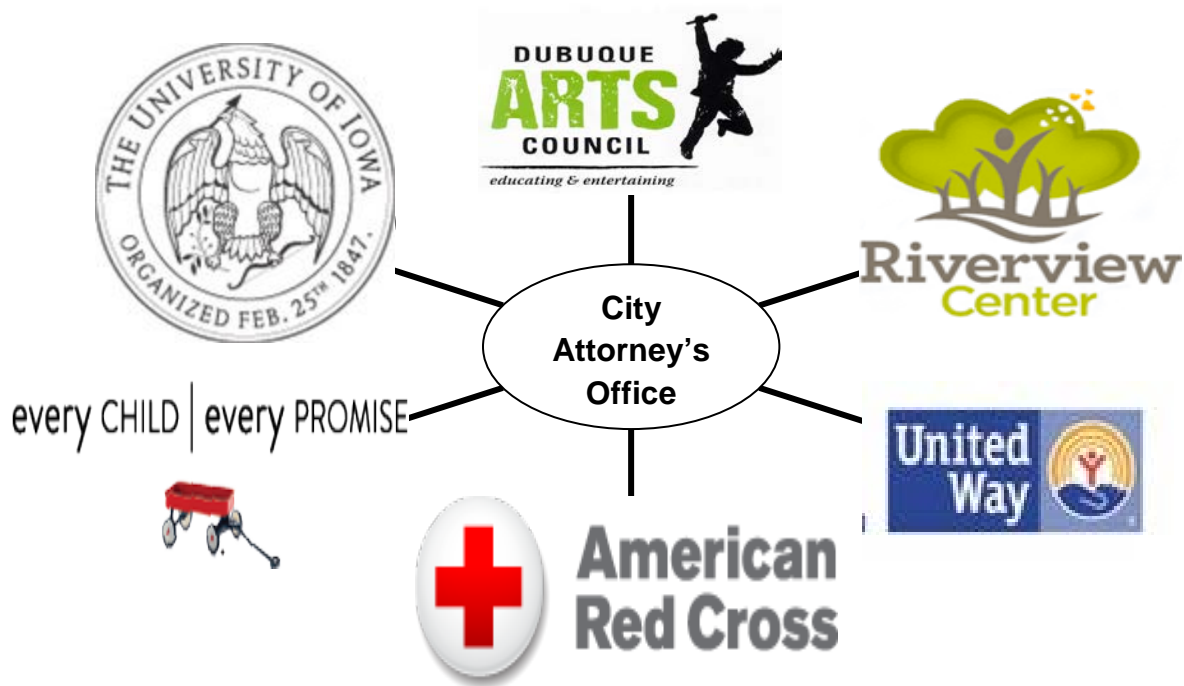 THE UNIVERSITY OF IOWA
ORGANIZED FEB. 25TH 1847.
DUBUQUE
ARTS
COUNCIL
educating & entertaining
Riverview
Center
City
Attorney’s
Office
every CHILD | every PROMISE
United
Way
American
Red Cross